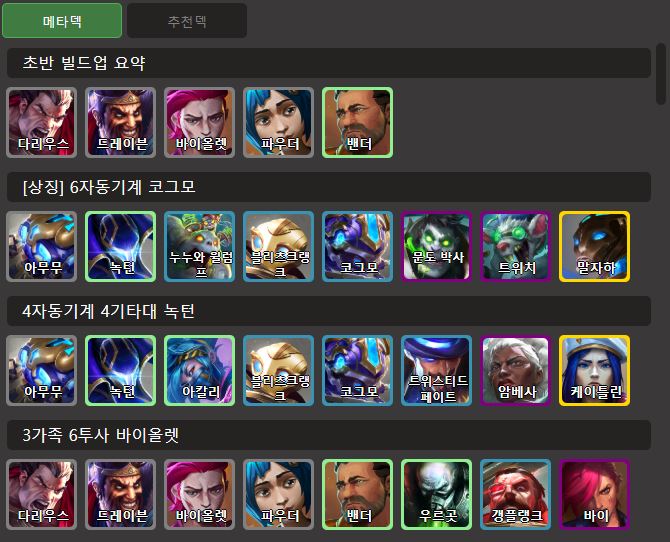 메타덱 추천덱
초반 빌드업 요약
다리우스 드레이븐 바이올렛 파우더 밴더
[상징] 6자동기계 코그모
아무무 녹턴 누누와 윌럼프 블리츠크랭크 코그모 문도 박사 트위치 말자하
4자동기계 4기타대 녹턴
아무무 녹턴 아칼리 블리츠크랭크 코그모 트위스티드 페이트 암베사 케이틀린
3가족 6투사 바이올렛
다리우스 드레이븐 바이올렛 파우더 밴더 우르곳 갱플랭크 바이